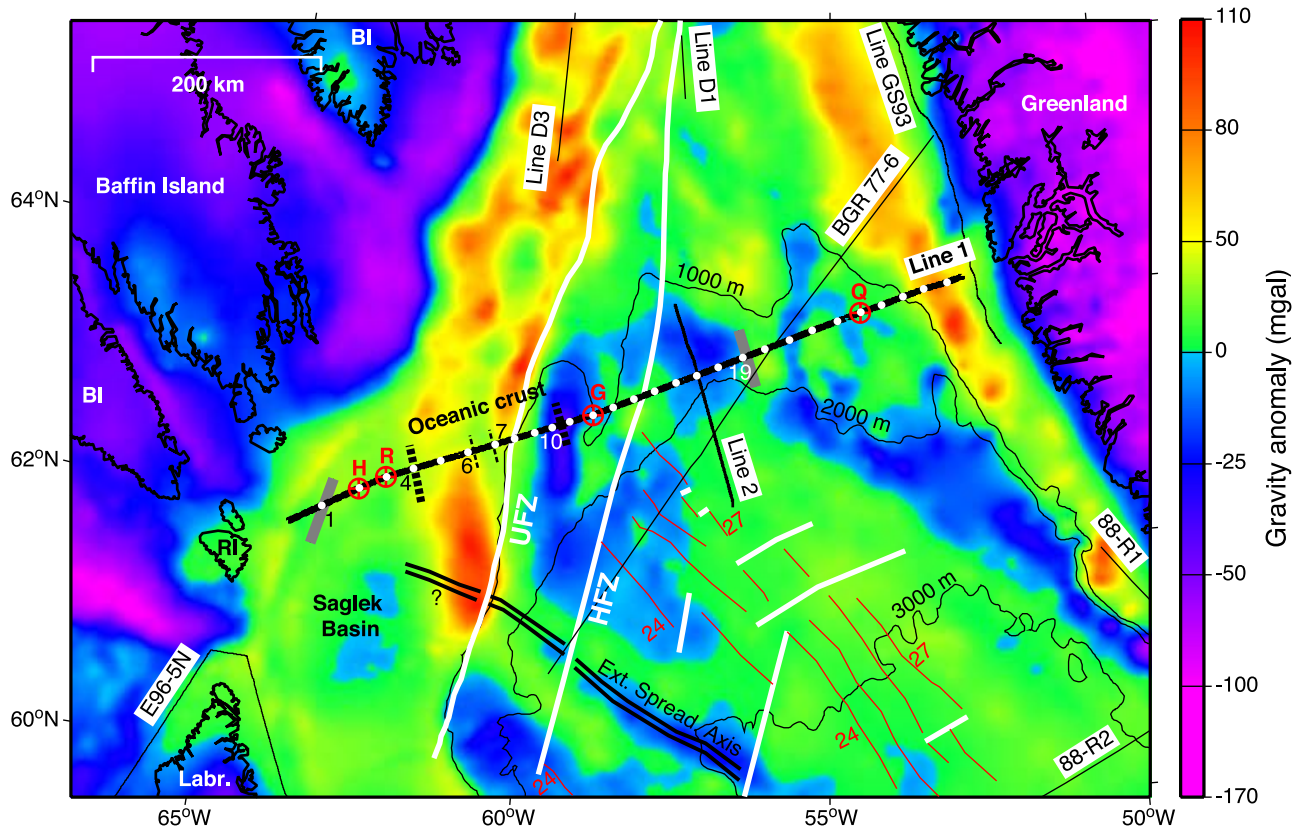 BI
200 km
Line D3
Line D1
Line GS93
Greenland
Baffin Island
BGR 77-6
Line 1
1000 m
Q
BI
Oceanic crust
G
19
2000 m
H
R
4
6
7
10
1
Line 2
UFZ
HFZ
27
RI
?
Saglek
Basin
24
3000 m
27
88-R1
E96-5N
Ext. Spread. Axis
24
24
88-R2
Labr.
64°N
62°N
60°N
65°W
60°W
55°W
50°W
110
80
50
0
-25
-50
-100
-170
Gravity anomaly (mgal)